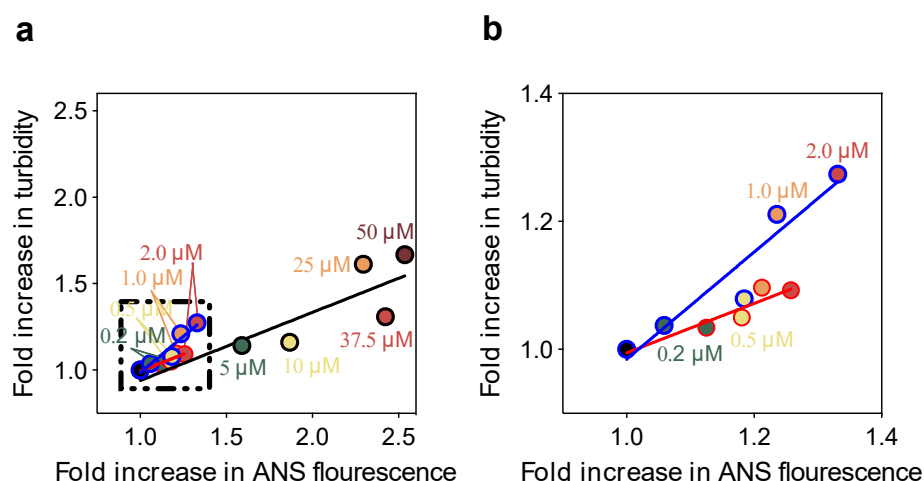 a
Fold increase in turbidity
2.5
2.0
1.5
1.0
50 µM
2.0 µM
25 µM
1.0 µM
0.5 µM
0.2 µM
5 µM
10 µM
37.5 µM
1.0
1.5
2.0
2.5
Fold increase in ANS flourescence
b
Fold increase in turbidity
1.4
1.2
1.0
2.0 µM
1.0 µM
0.2 µM
0.5 µM
1.0
1.2
1.4
Fold increase in ANS flourescence